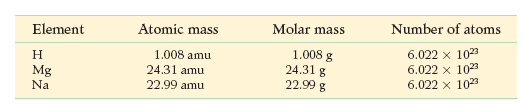 Element Atomic mass Molar mass Number of atoms
H 1.008 amu 1.008 g 6.022 × 10²³
Mg 24.31 amu 24.31 g 6.022 × 10²³
Na 22.99 amu 22.99 g 6.022 × 10²³